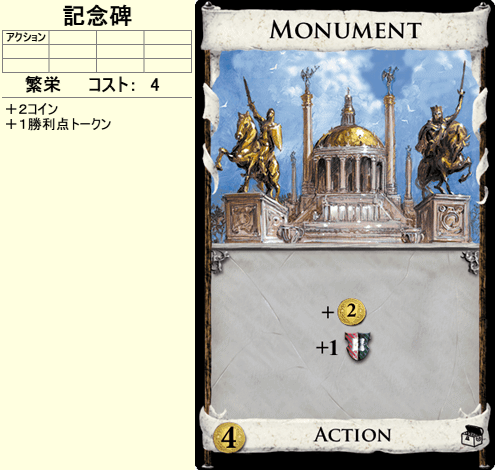 記念碑
アクション
繁栄 コスト: 4
+2コイン
+1勝利点トークン
MONUMENT
+ 2
+1
4 ACTION